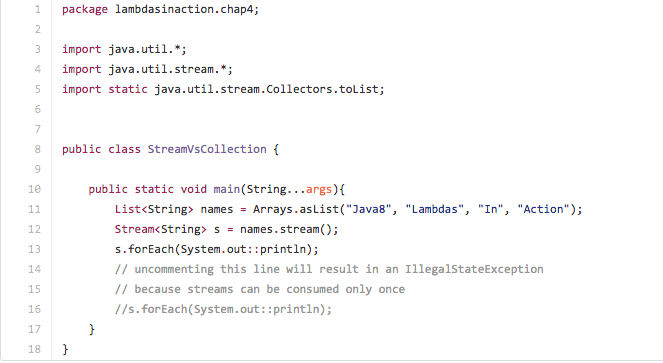 1 package lambdasinaction.chap4;
2
3 import java.util.*;
4 import java.util.stream.*;
5 import static java.util.stream.Collectors.toList;
6
7
8 public class StreamVsCollection {
9
10     public static void main(String...args){
11         List<String> names = Arrays.asList("Java8", "Lambdas", "In", "Action");
12         Stream<String> s = names.stream();
13         s.forEach(System.out::println);
14         // uncommenting this line will result in an IllegalStateException
15         // because streams can be consumed only once
16         //s.forEach(System.out::println);
17     }
18 }